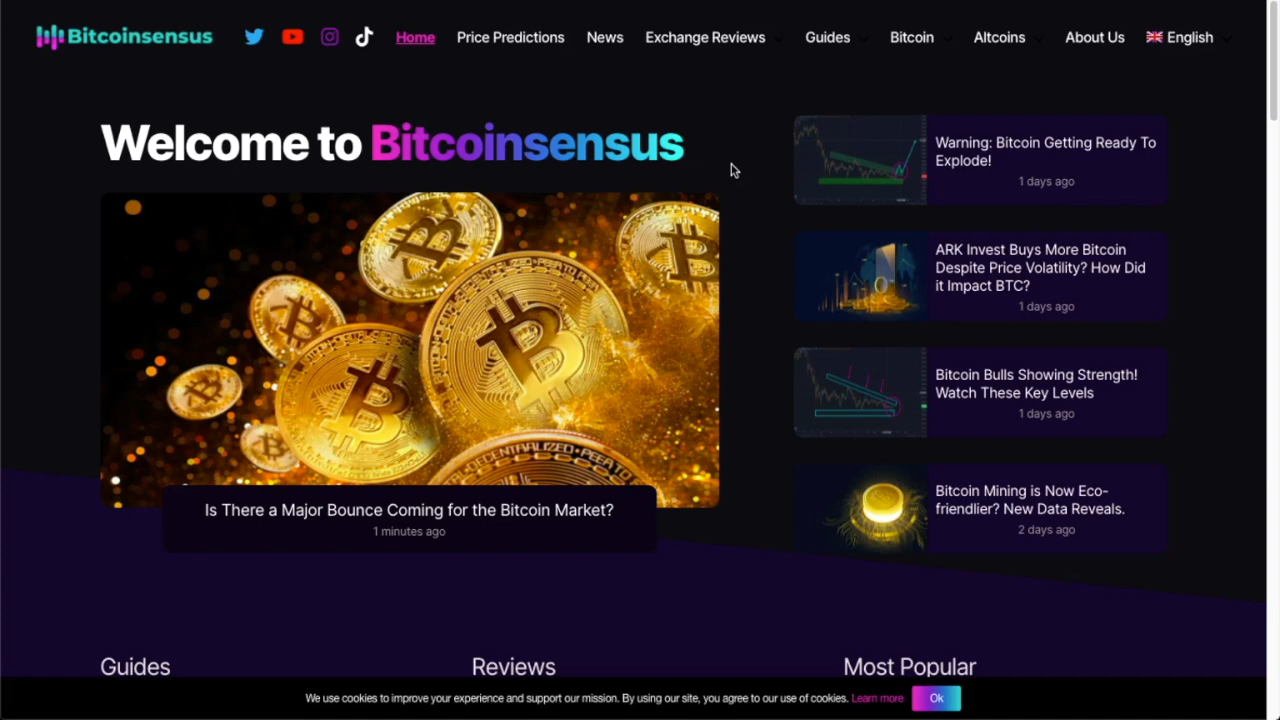 Bitcoinsensus
Home
Price Predictions
News
Exchange Reviews
Guides
Bitcoin
Altcoins
About Us
English
Welcome to Bitcoinsensus
Is There a Major Bounce Coming for the Bitcoin Market?
1 minutes ago
Warning: Bitcoin Getting Ready To
Explode!
1 days ago
ARK Invest Buys More Bitcoin
Despite Price Volatility? How Did
it Impact BTC?
1 days ago
Bitcoin Bulls Showing Strength!
Watch These Key Levels
1 days ago
Bitcoin Mining is Now Eco-
friendlier? New Data Reveals.
2 days ago
Guides
Reviews
Most Popular
We use cookies to improve your experience and support our mission. By using our site, you agree to our use of cookies. Learn more
Ok